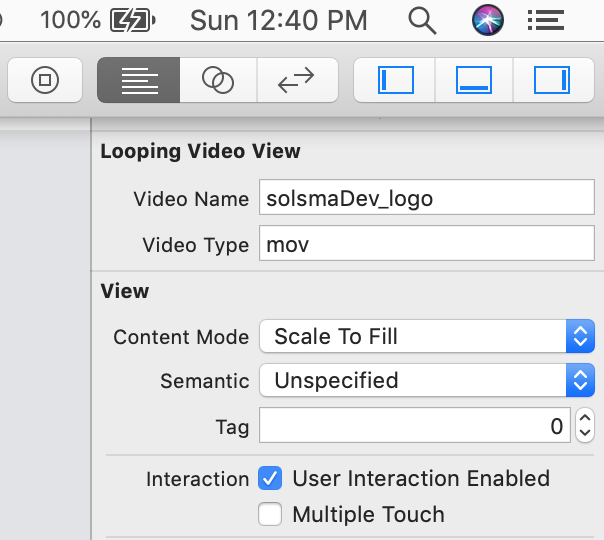 100% Sun 12:40 PM
Looping Video View
Video Name solsmaDev_logo
Video Type mov
View
Content Mode Scale To Fill
Semantic Unspecified
Tag 0
Interaction User Interaction Enabled
Multiple Touch